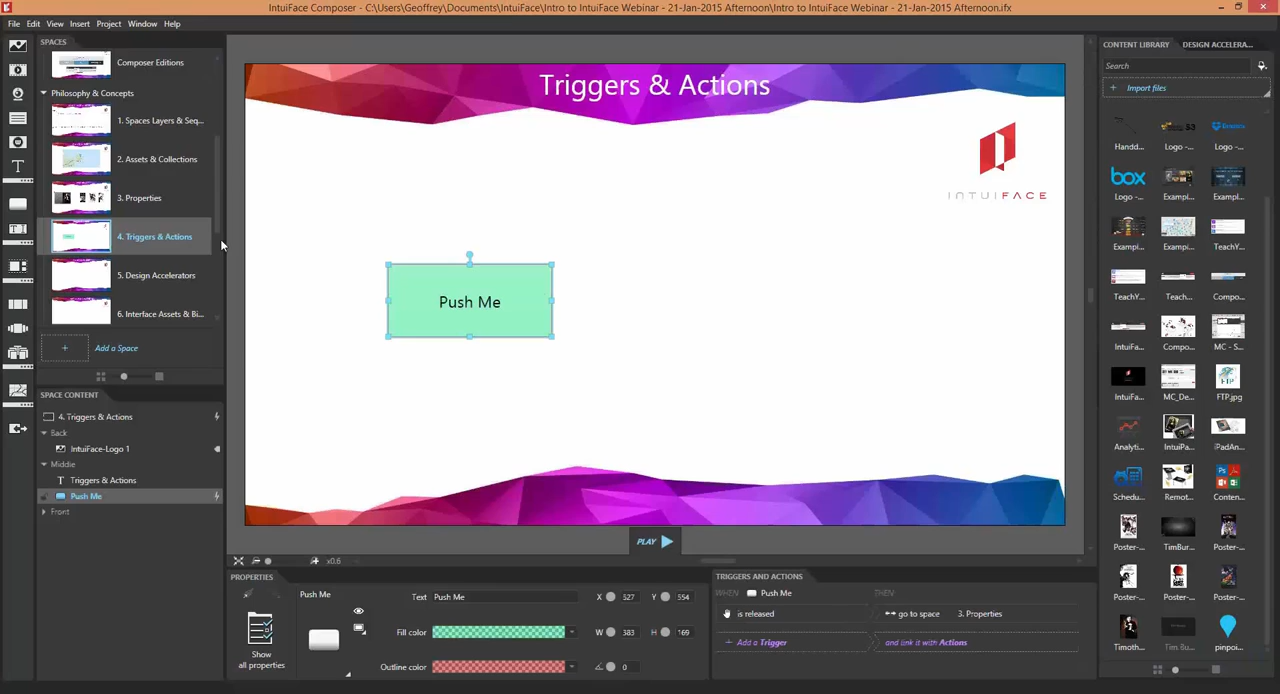 IntuiFace Composer - C:\Users\Geoffrey\Documents\IntuiFace\Intro to IntuiFace Webinar - 21-Jan-2015 Afternoon\Intro to IntuiFace Webinar - 21-Jan-2015 Afternoon.ifx
File Edit View Insert Project Window Help
SPACES
Composer Editions
Philosophy & Concepts
1. Spaces Layers & Seq...
2. Assets & Collections
3. Properties
4. Triggers & Actions
5. Design Accelerators
6. Interface Assets & Bi...
+ Add a Space
SPACE CONTENT
4. Triggers & Actions
Back
IntuiFace-Logo 1
Middle
T Triggers & Actions
Push Me
Front
Triggers & Actions
INTUIFACE
Push Me
PLAY
x0.6
PROPERTIES
Show all properties
Push Me
Text Push Me X 527 Y 554
Fill color W 383 H 169
Outline color 0
TRIGGERS AND ACTIONS
WHEN Push Me THEN:
is released go to space 3. Properties
+ Add a Trigger and link it with Actions
CONTENT LIBRARY DESIGN ACCELERA...
Search
+ Import files
Handd... Logo -... Logo -...
box
Logo -... Exampl... Exampl...
Exampl... Exampl... TeachY...
TeachY... Teach... Compo...
IntuiFa... Compo... MC - S...
FTP
IntuiFa... MC_De... FTP.jpg
Analyti... IntuiPa... iPadAn...
Schedu... Remot... Conten...
Poster-... TimBur... Poster-...
Poster-... Poster-... Poster-...
Timoth... Tim Bu... pinpoi...